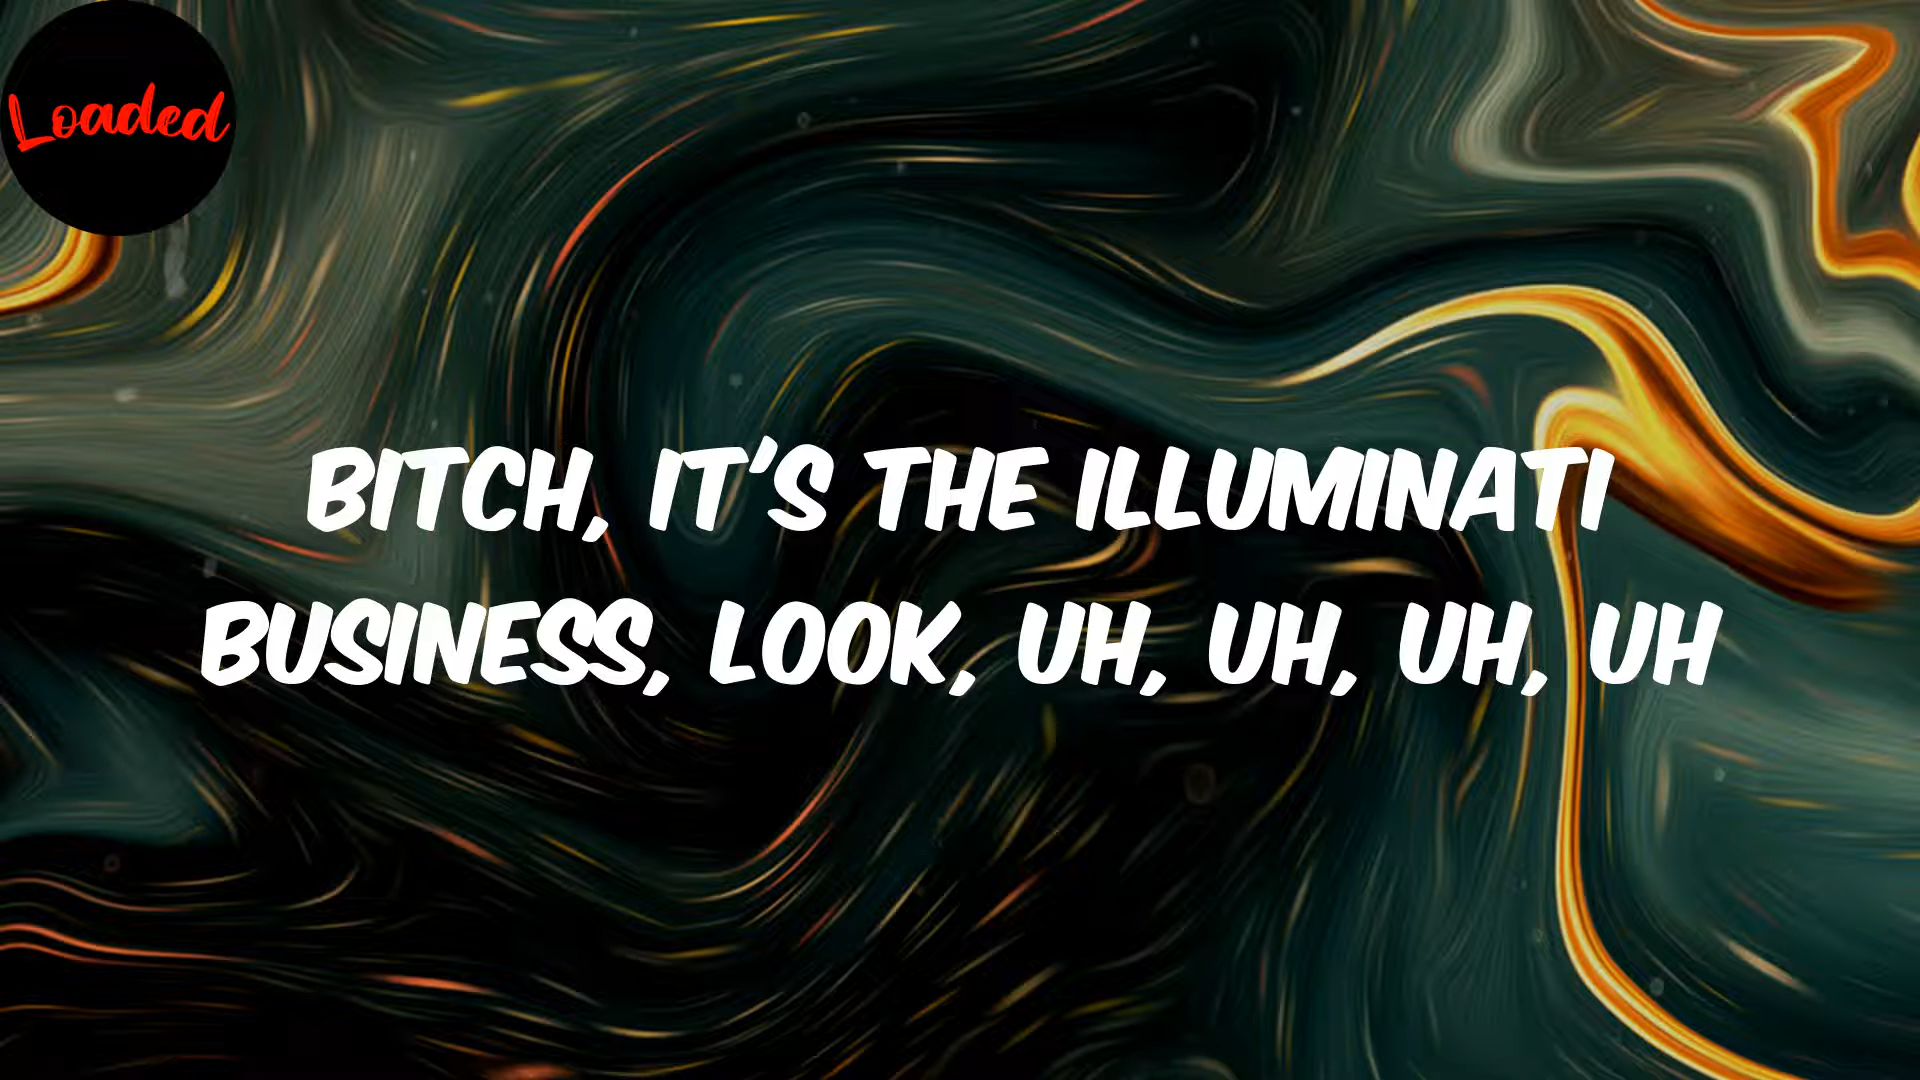 Loaded
BITCH, IT'S THE ILLUMINATI
BUSINESS, LOOK, UH, UH, UH, UH